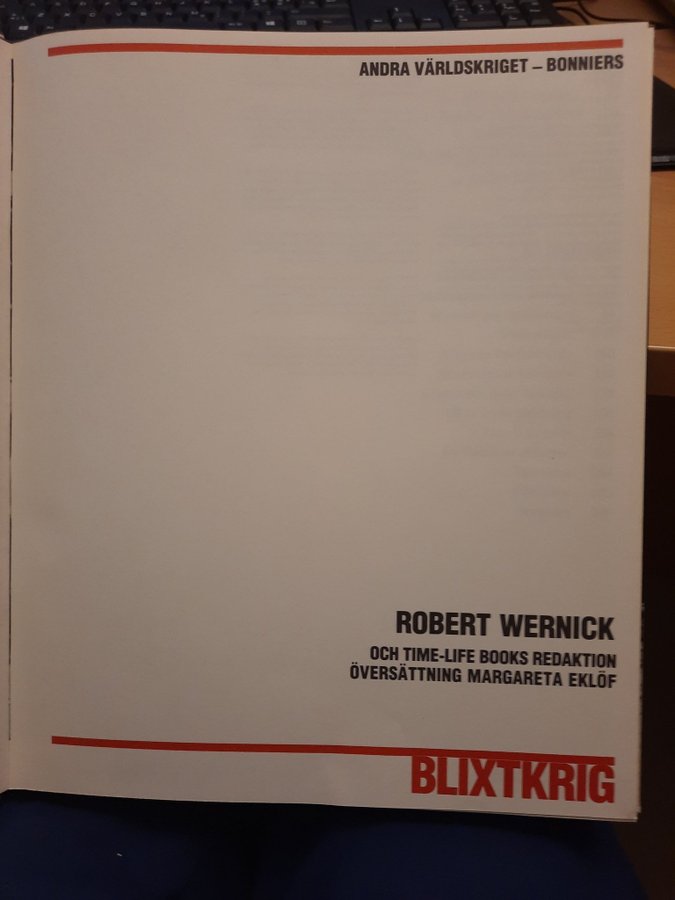 ANDRA VÄRLDSKRIGET – BONNIERS
ROBERT WERNICK
OCH TIME-LIFE BOOKS REDAKTION
ÖVERSÄTTNING MARGARETA EKLÖF
BLIXTKRIG